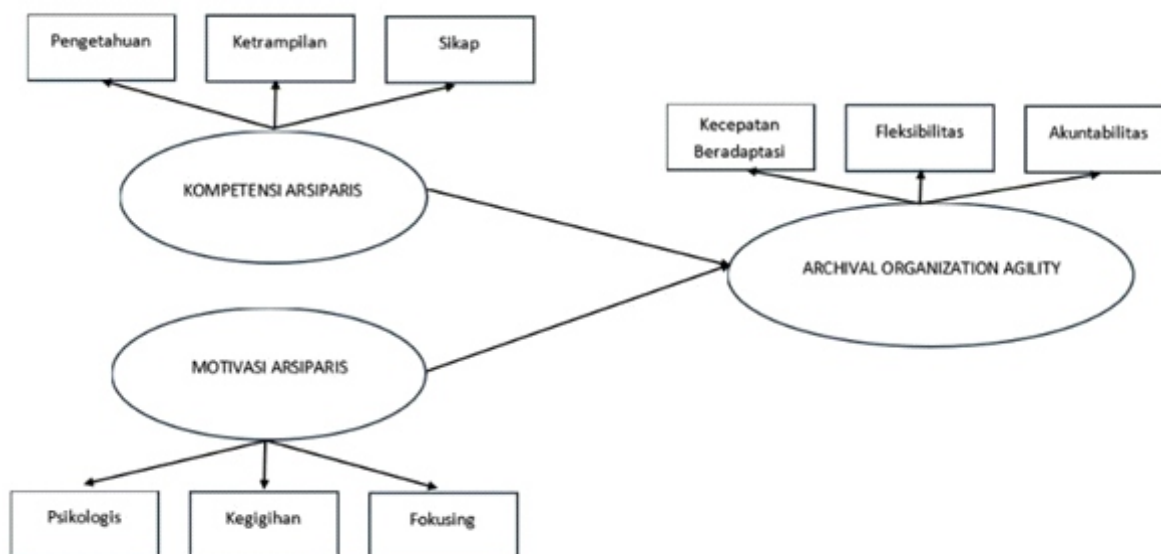 Pengetahuan
Ketrampilan
Sikap
KOMPETENSI ARSIPARIS
Kecepatan
Beradaptasi
Fleksibilitas
Akuntabilitas
ARCHIVAL ORGANIZATION AGILITY
MOTIVASI ARSIPARIS
Psikologis
Kegigihan
Fokusing